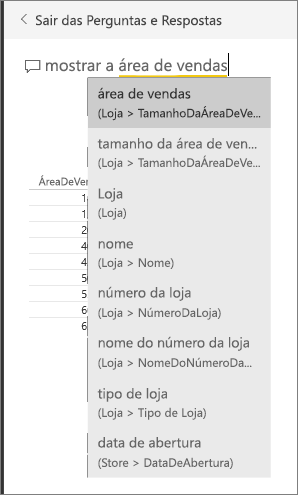 Sair das Perguntas e Respostas
mostrar a área de vendas
área de vendas
(Loja > TamanhoDaÁreaDeVe...
tamanho da área de ven...
(Loja > TamanhoDaÁreaDeVe...
Loja
(Loja)
nome
(Loja > Nome)
número da loja
(Loja > NúmeroDaLoja)
nome do número da loja
(Loja > NomeDoNúmeroDa...
tipo de loja
(Loja > Tipo de Loja)
data de abertura
(Store > DataDeAbertura)
ÁreaDeVe
1
1
2
4
4
5
5
6
6